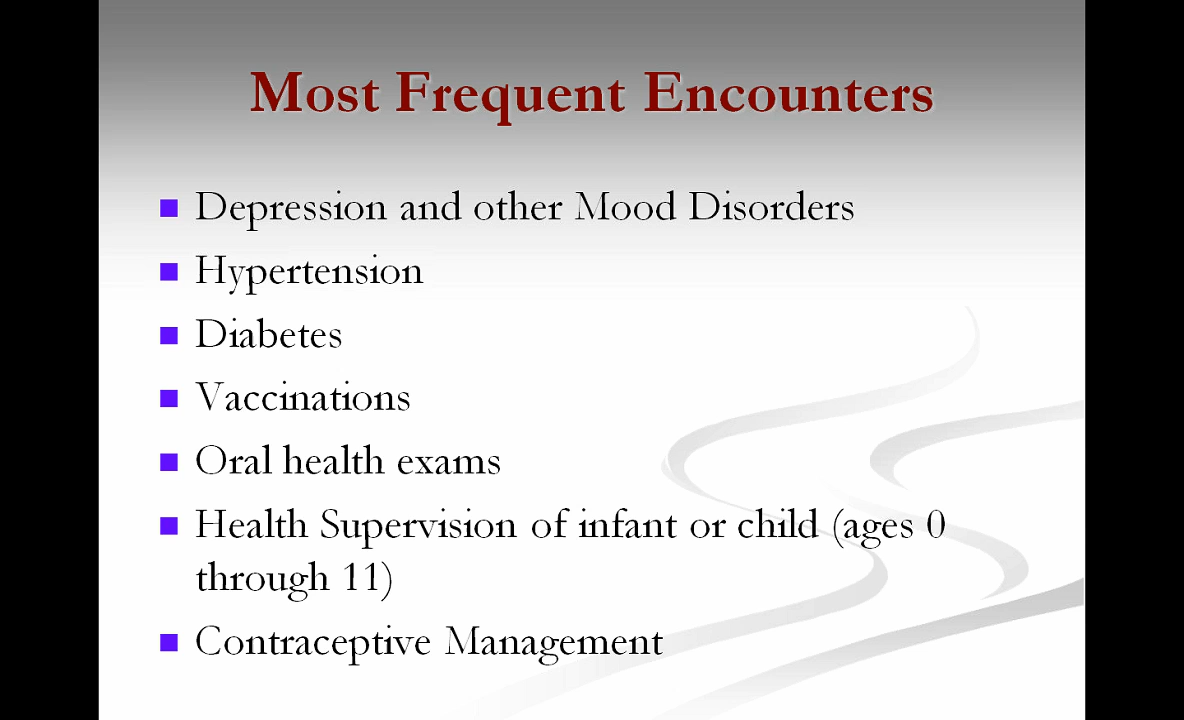 Most Frequent Encounters
Depression and other Mood Disorders
Hypertension
Diabetes
Vaccinations
Oral health exams
Health Supervision of infant or child (ages 0
through 11)
Contraceptive Management